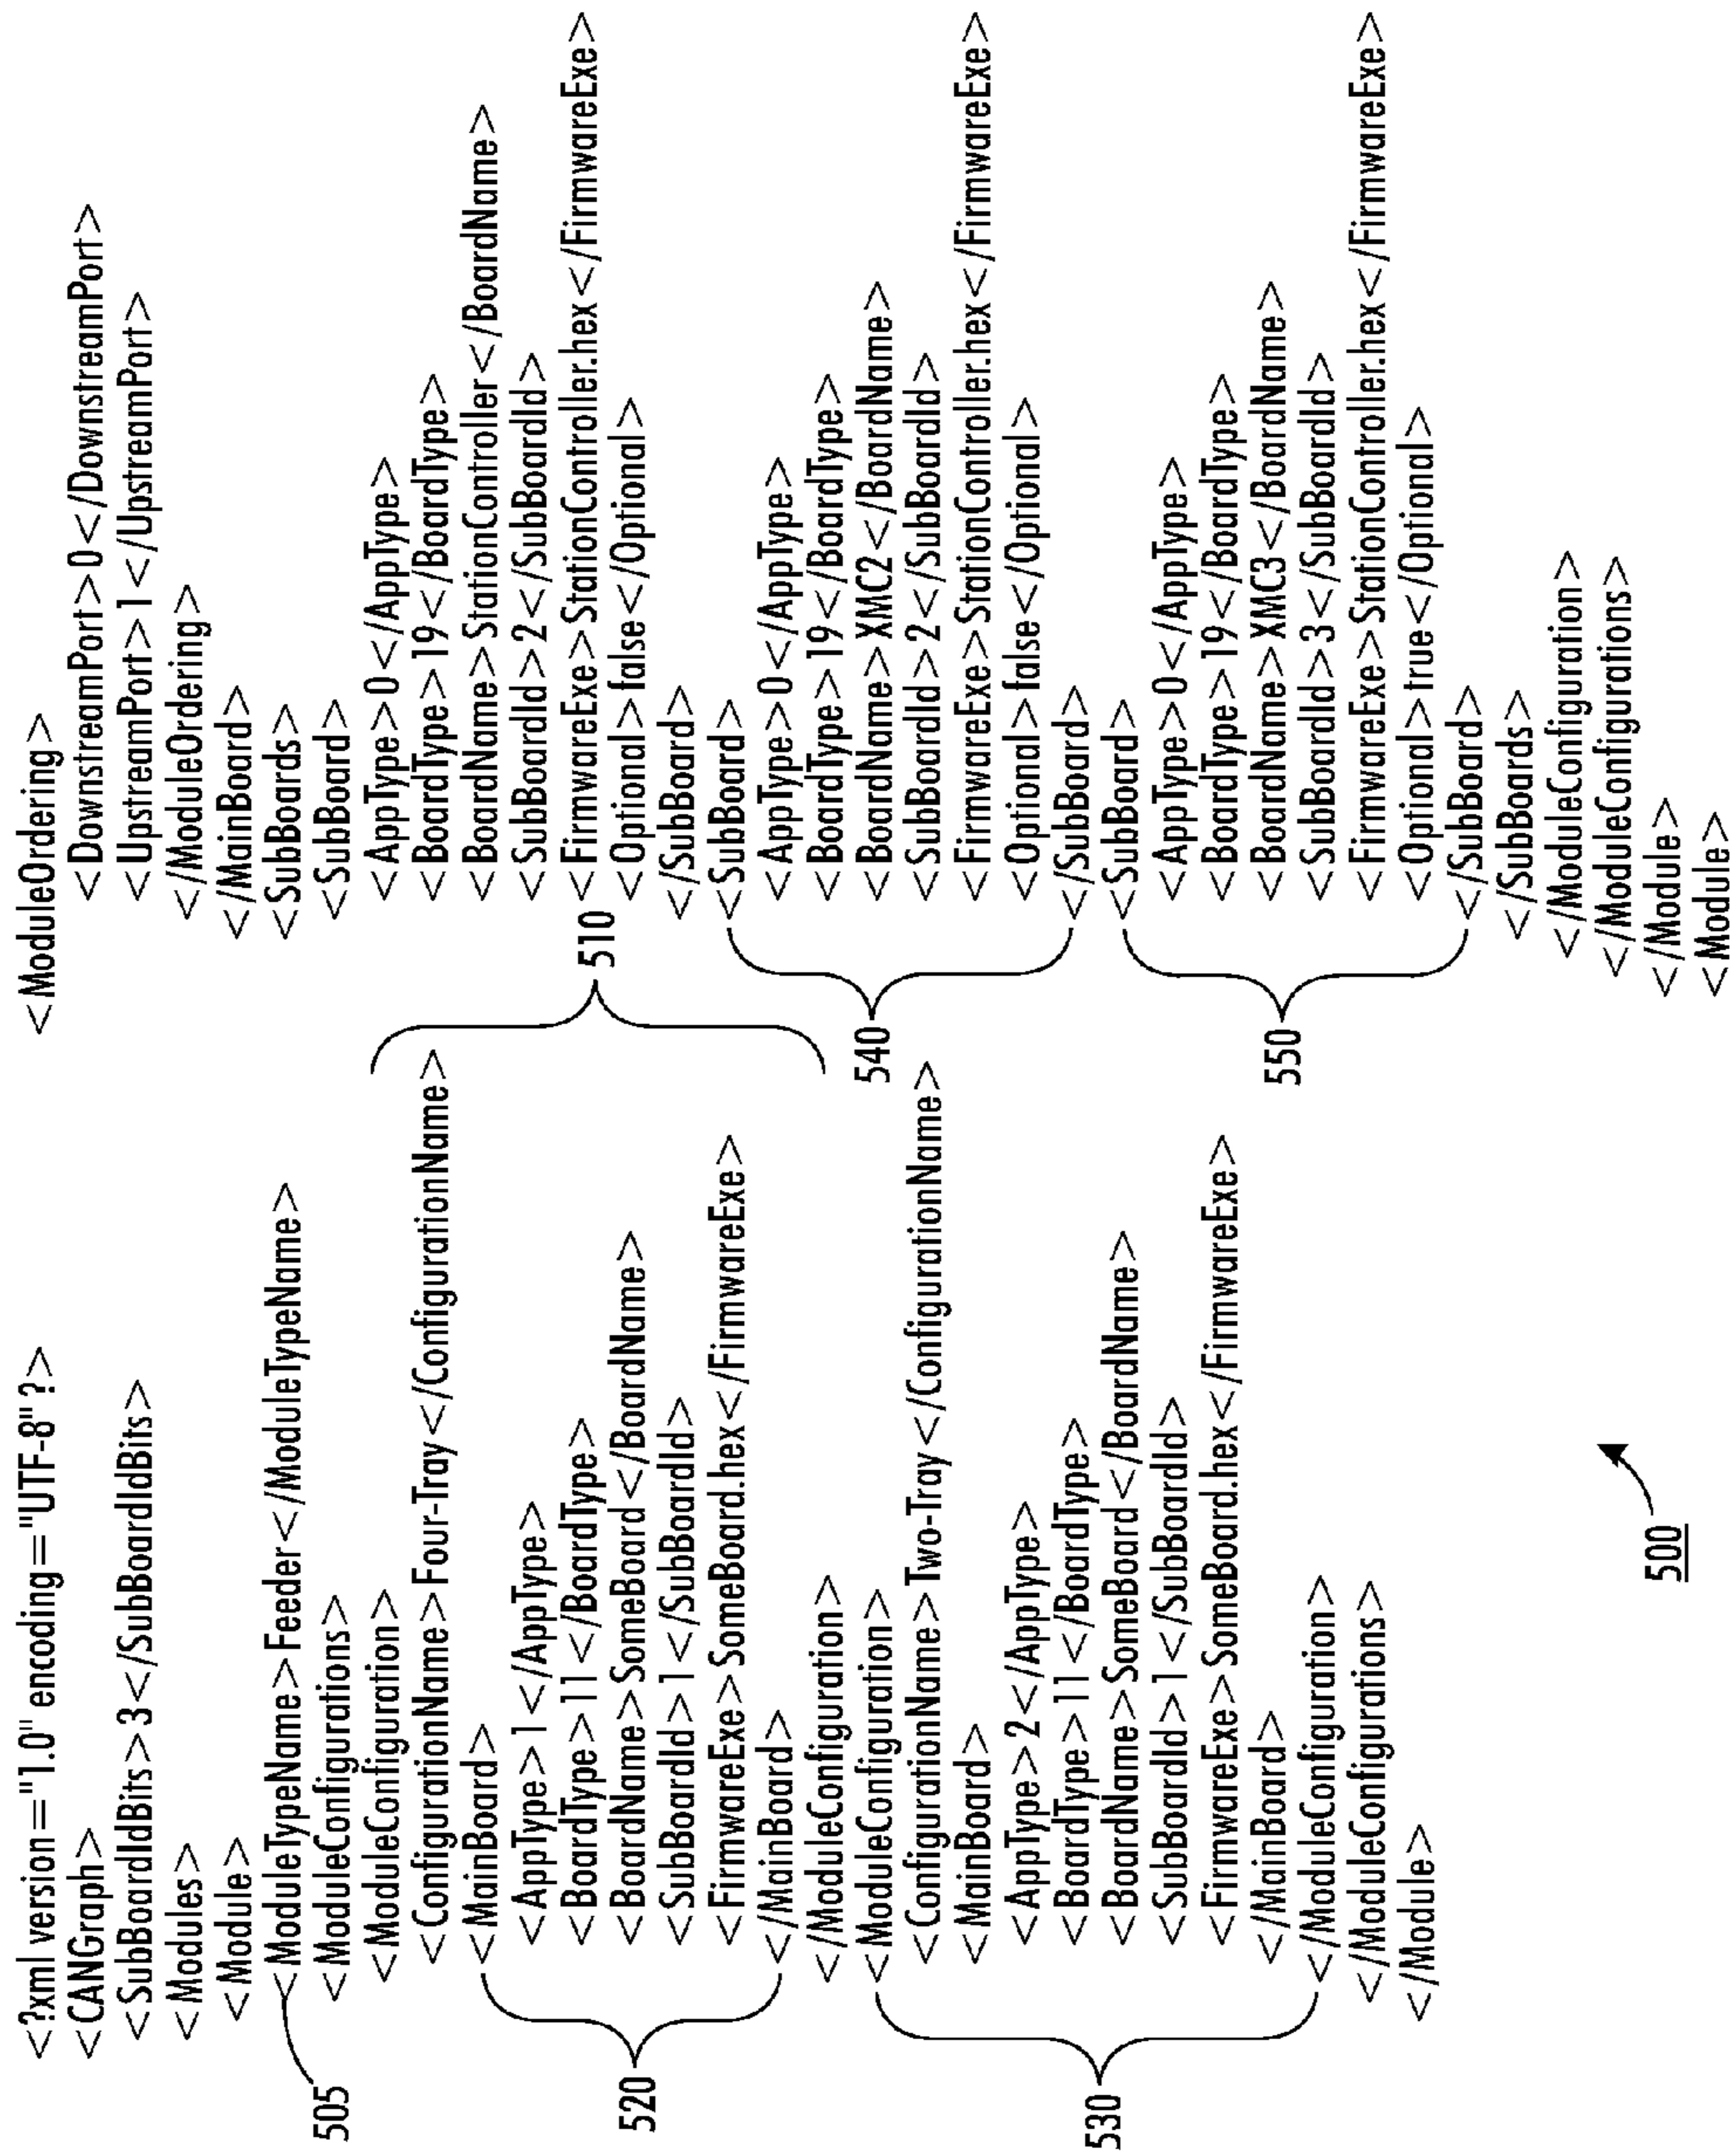 <?xml version="1.0" encoding="UTF-8"?>
<CANGraph>
<SubBoardIdBits>3</SubBoardIdBits>
<Modules>
<Module>
505
<ModuleTypeName>Feeder</ModuleTypeName>
<ModuleConfigurations>
<ModuleConfiguration>
<ConfigurationName>Four-Tray</ConfigurationName>
<MainBoard>
<AppType>1</AppType>
<BoardType>11</BoardType>
<BoardName>SomeBoard</BoardName>
<SubBoardId>1</SubBoardId>
<FirmwareExe>SomeBoard.hex</FirmwareExe>
</MainBoard>
520
</ModuleConfiguration>
510
<ModuleConfiguration>
<ConfigurationName>Two-Tray</ConfigurationName>
<MainBoard>
<AppType>2</AppType>
<BoardType>11</BoardType>
<BoardName>SomeBoard</BoardName>
<SubBoardId>1</SubBoardId>
<FirmwareExe>SomeBoard.hex</FirmwareExe>
</MainBoard>
</ModuleConfiguration>
530
</ModuleConfigurations>
</Module>
<ModuleOrdering>
<DownstreamPort>0</DownstreamPort>
<UpstreamPort>1</UpstreamPort>
</ModuleOrdering>
</MainBoard>
<SubBoards>
<SubBoard>
<AppType>0</AppType>
<BoardType>19</BoardType>
<BoardName>StationController</BoardName>
<SubBoardId>2</SubBoardId>
<FirmwareExe>StationController.hex</FirmwareExe>
<Optional>false</Optional>
</SubBoard>
<SubBoard>
<AppType>0</AppType>
<BoardType>19</BoardType>
<BoardName>XMC2</BoardName>
<SubBoardId>2</SubBoardId>
<FirmwareExe>StationController.hex</FirmwareExe>
<Optional>false</Optional>
</SubBoard>
540
<SubBoard>
<AppType>0</AppType>
<BoardType>19</BoardType>
<BoardName>XMC3</BoardName>
<SubBoardId>3</SubBoardId>
<FirmwareExe>StationController.hex</FirmwareExe>
<Optional>true</Optional>
</SubBoard>
550
</SubBoards>
</ModuleConfiguration>
</ModuleConfigurations>
</Module>
<Module>
500